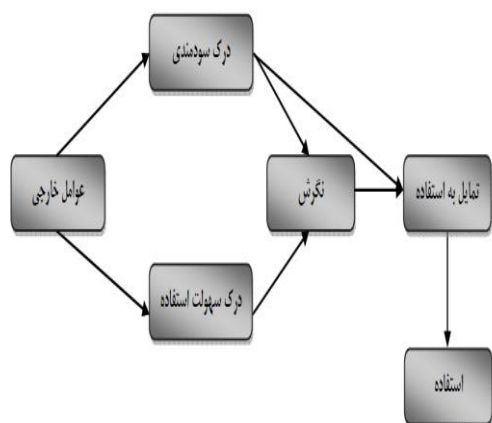 درک سودمندی
عوامل خارجی
نگرش
تمایل به استفاده
درک سهولت استفاده
استفاده